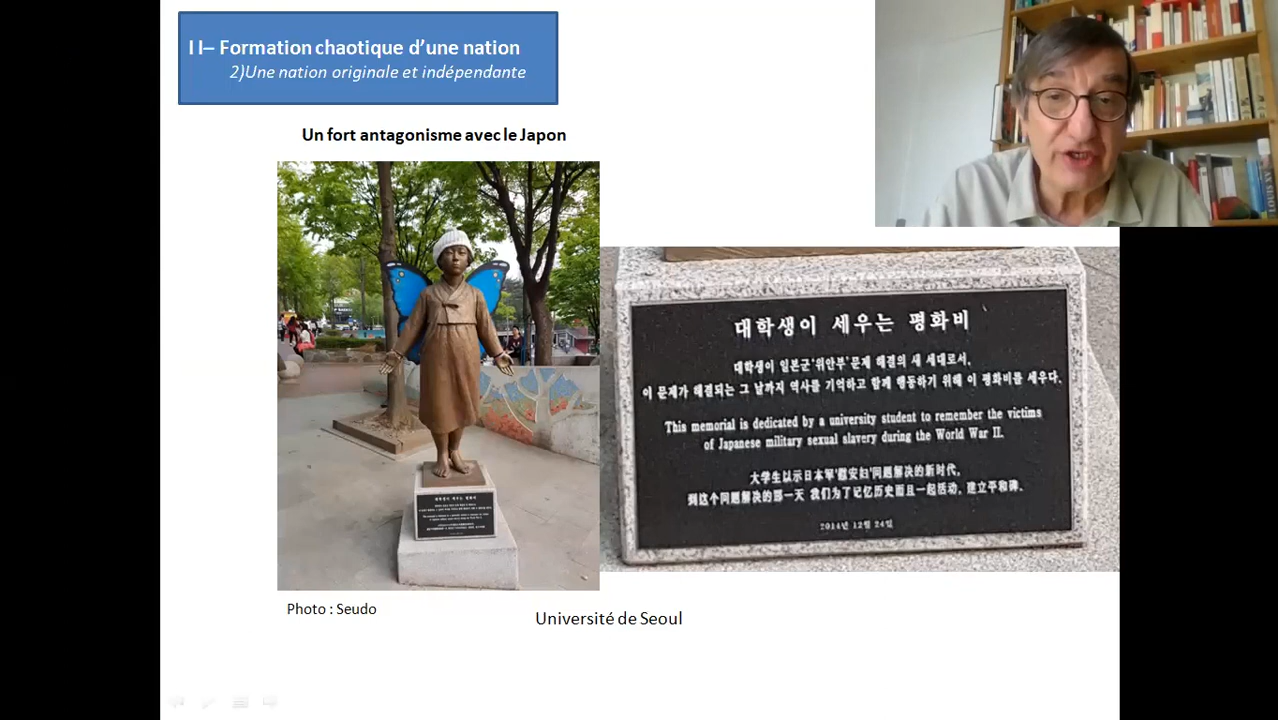 I I– Formation chaotique d’une nation
2)Une nation originale et indépendante
Un fort antagonisme avec le Japon
대학생이 세우는 평화비
대학생이 일본군'위안부'문제 해결의 새 세대로서,
이 문제가 해결되는 그 날까지 역사를 기억하고 함께 행동하기 위해 이 평화비를 세우다.
This memorial is dedicated by a university student to remember the victims
of Japanese military sexual slavery during the World War II.
大学生以示日本军'慰安妇'问题解决的新时代,
到这个问题解决的那一天 我们为了记忆历史而且一起活动, 建立平和碑.
2014년 12월 24일
Photo : Seudo
Université de Seoul
LOUIS XV